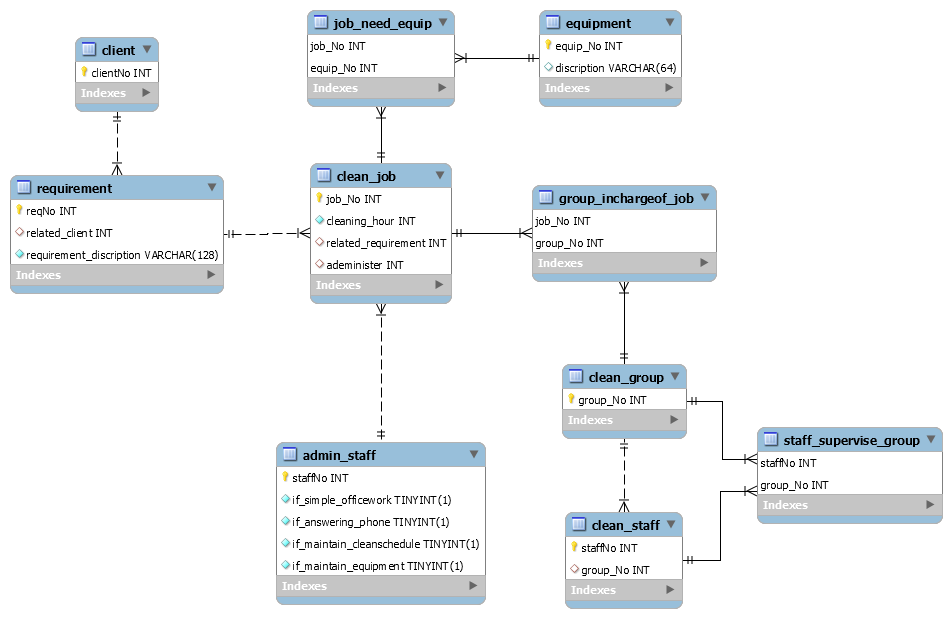 client
clientNo INT
Indexes
job_need_equip
job_No INT
equip_No INT
Indexes
equipment
equip_No INT
discription VARCHAR(64)
Indexes
requirement
reqNo INT
related_client INT
requirement_discription VARCHAR(128)
Indexes
clean_job
job_No INT
cleaning_hour INT
related_requirement INT
ademinister INT
Indexes
group_inchargeof_job
job_No INT
group_No INT
Indexes
clean_group
group_No INT
Indexes
admin_staff
staffNo INT
if_simple_officework TINYINT(1)
if_answering_phone TINYINT(1)
if_maintain_cleanschedule TINYINT(1)
if_maintain_equipment TINYINT(1)
Indexes
clean_staff
staffNo INT
group_No INT
Indexes
staff_supervise_group
staffNo INT
group_No INT
Indexes